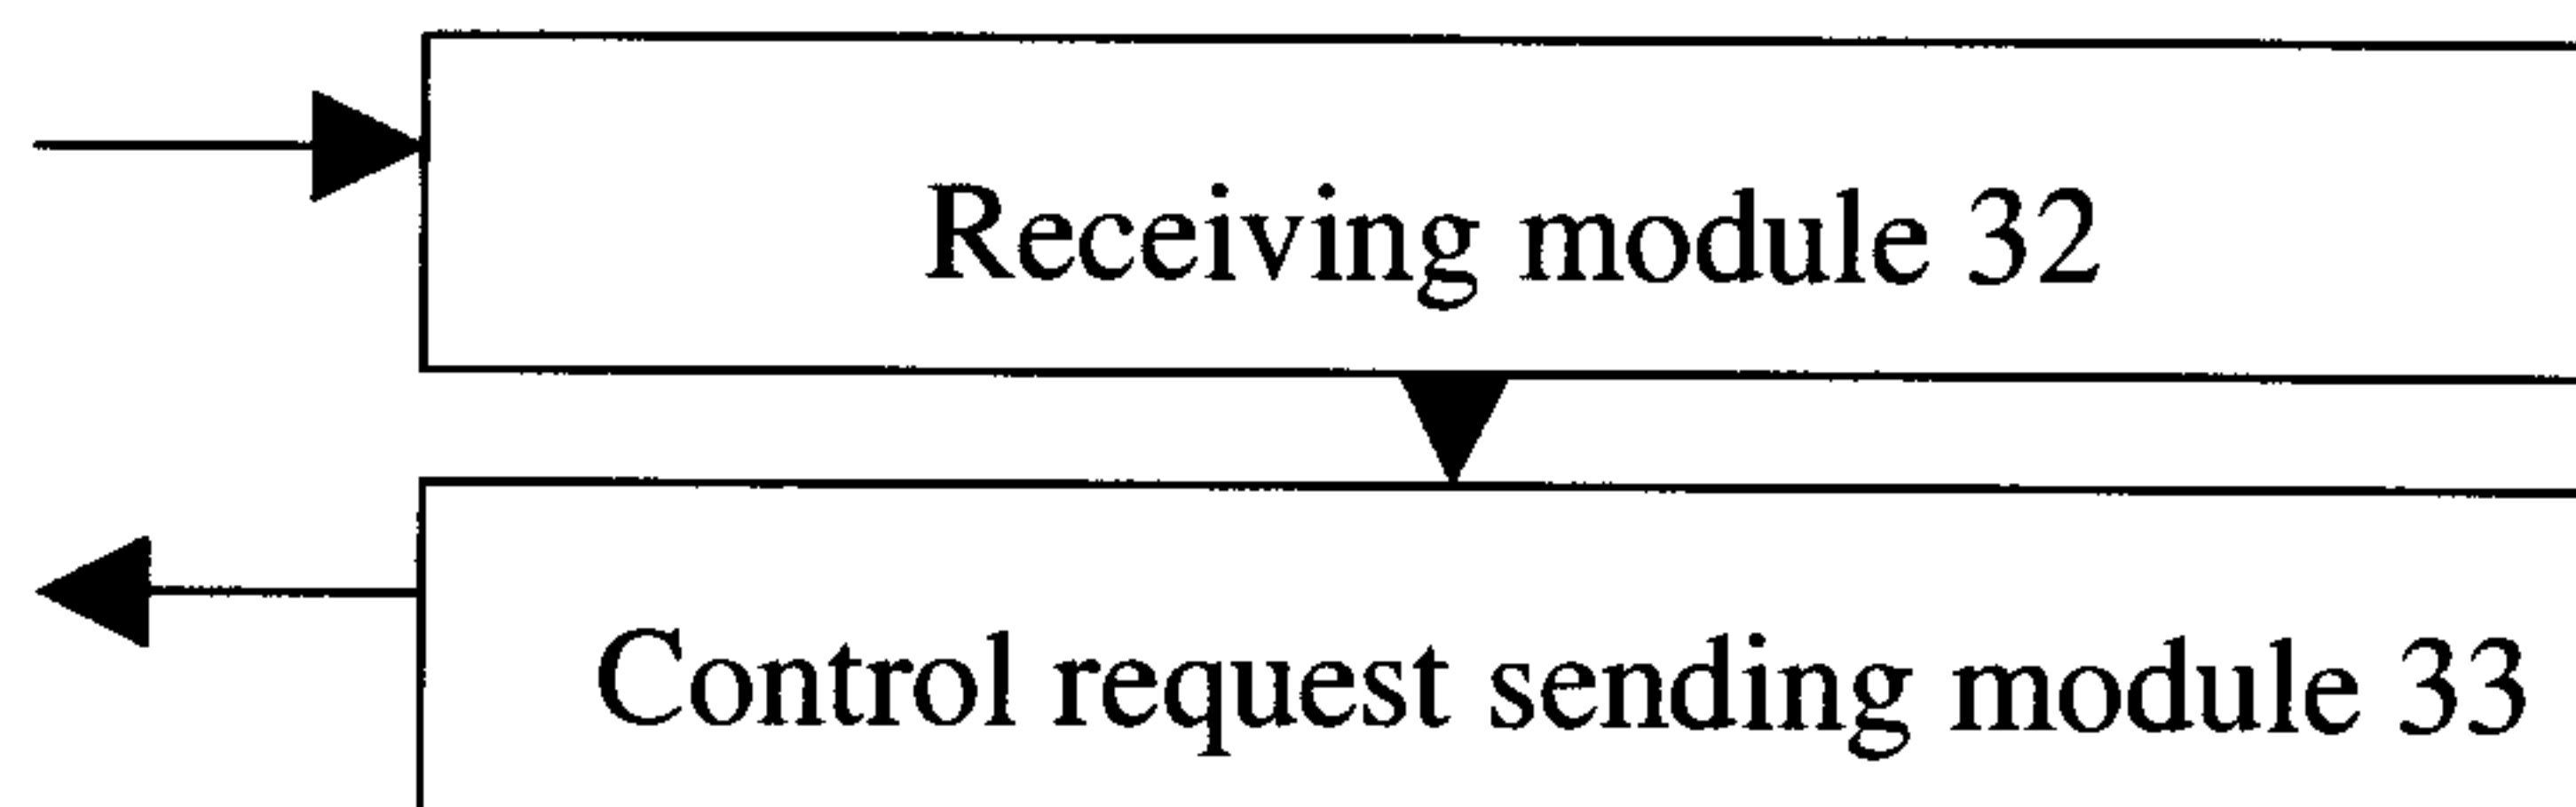 Receiving module 32
Control request sending module 33